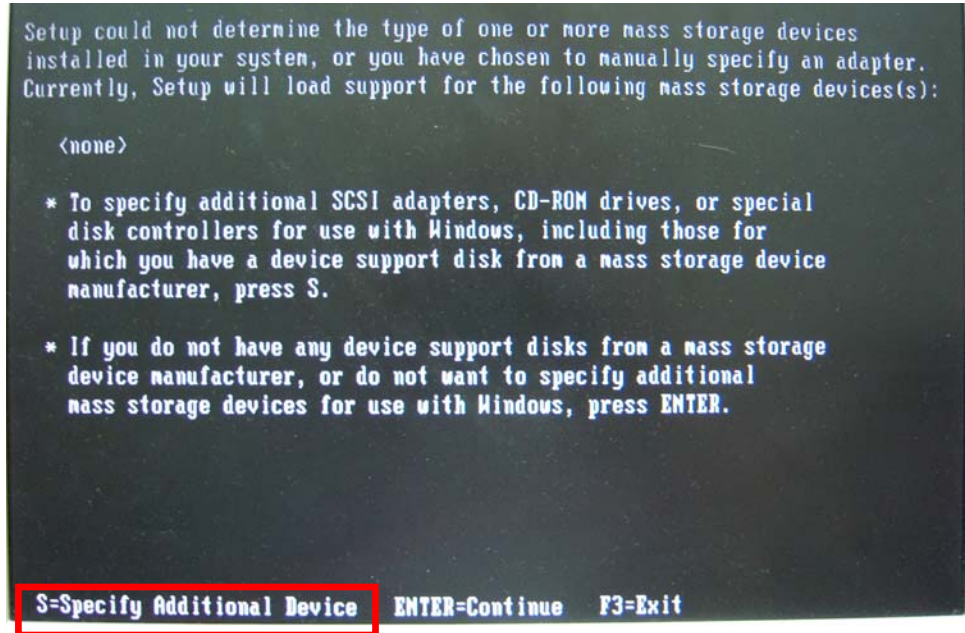 Setup could not determine the type of one or more mass storage devices
installed in your system, or you have chosen to manually specify an adapter.
Currently, Setup will load support for the following mass storage devices(s):
<none>
* To specify additional SCSI adapters, CD-ROM drives, or special
disk controllers for use with Windows, including those for
which you have a device support disk from a mass storage device
manufacturer, press S.
* If you do not have any device support disks from a mass storage
device manufacturer, or do not want to specify additional
mass storage devices for use with Windows, press ENTER.
S=Specify Additional Device ENTER=Continue F3=Exit